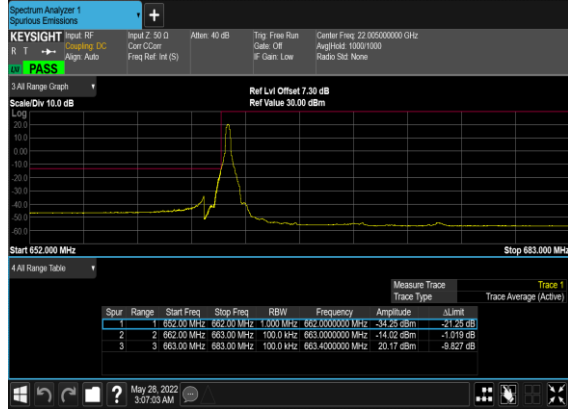 Spectrum Analyzer 1
Spurious Emissions
+
KEYSIGHT Input: RF Input Z: 50 Ω Atten: 40 dB Trig: Free Run Center Freq: 22.005000000 GHz
R T Coupling: DC Corr CCorr Gate: Off Avg|Hold: 1000/1000
Align: Auto Freq Ref: Int (S) IF Gain: Low Radio Std: None
PASS
3 All Range Graph Ref Lvl Offset 7.30 dB
Scale/Div 10.0 dB Ref Value 30.00 dBm
Log
20.0
10.0
0.00
-10.0
-20.0
-30.0
-40.0
-50.0
-60.0
Start 652.000 MHz Stop 683.000 MHz
4 All Range Table
Measure Trace Trace 1
Trace Type Trace Average (Active)
Spur Range Start Freq Stop Freq RBW Frequency Amplitude ΔLimit
1 1 652.00 MHz 662.00 MHz 1.000 MHz 662.0000000 MHz -34.25 dBm -21.25 dB
2 2 662.00 MHz 663.00 MHz 100.0 kHz 663.0000000 MHz -14.02 dBm -1.019 dB
3 3 663.00 MHz 683.00 MHz 100.0 kHz 663.4000000 MHz 20.17 dBm -9.827 dB
? May 28, 2022
3:07:03 AM